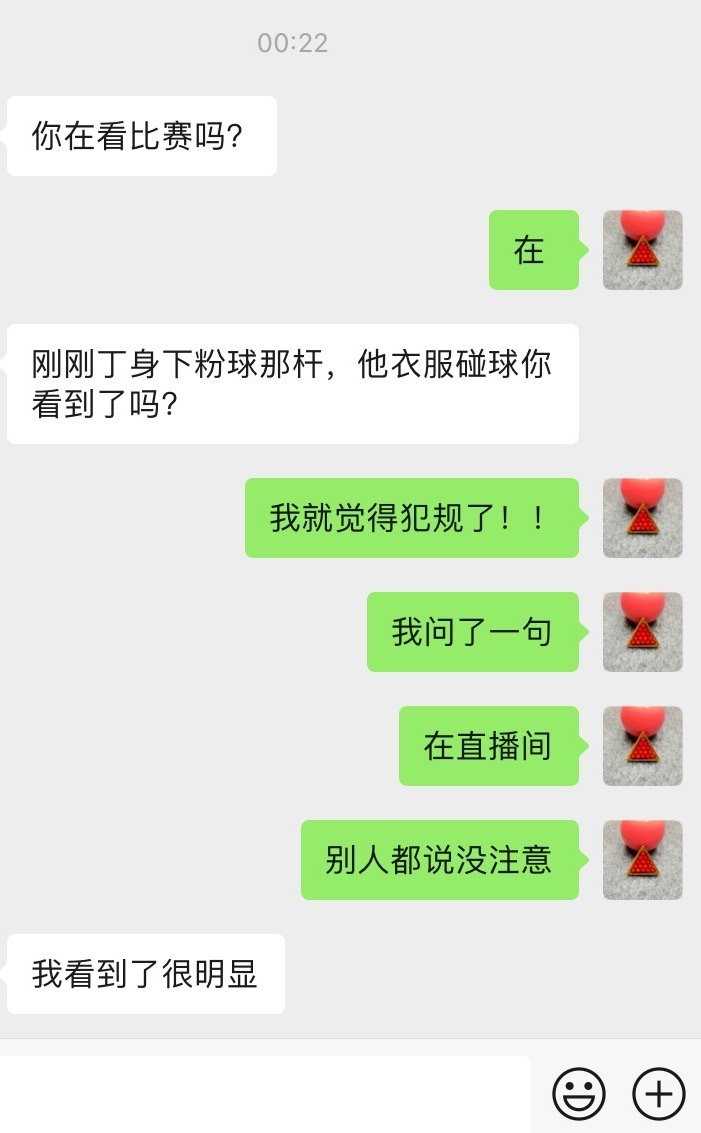 00:22
你在看比赛吗？
在
刚刚丁身下粉球那杆，他衣服碰球你
看到了吗？
我就觉得犯规了！！
我问了一句
在直播间
别人都说没注意
我看到了很明显